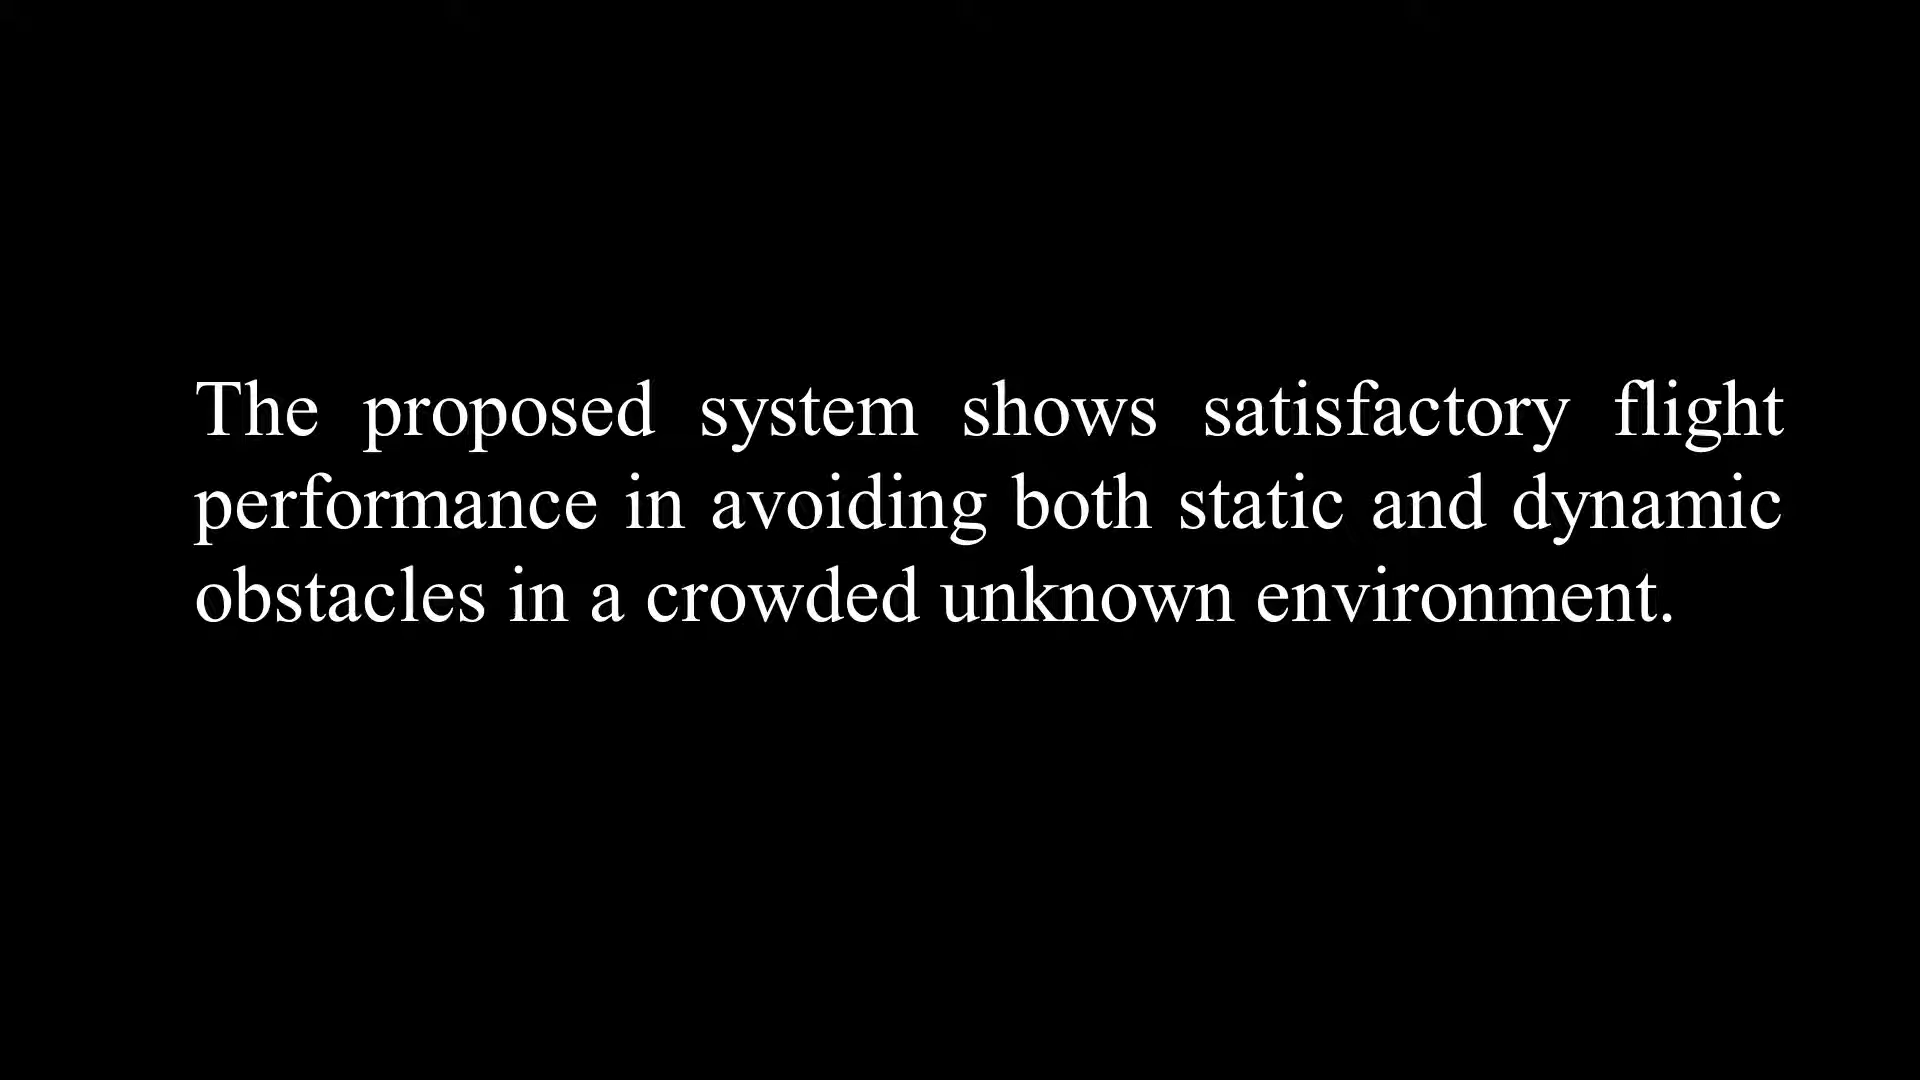 The proposed system shows satisfactory flight
performance in avoiding both static and dynamic
obstacles in a crowded unknown environment.